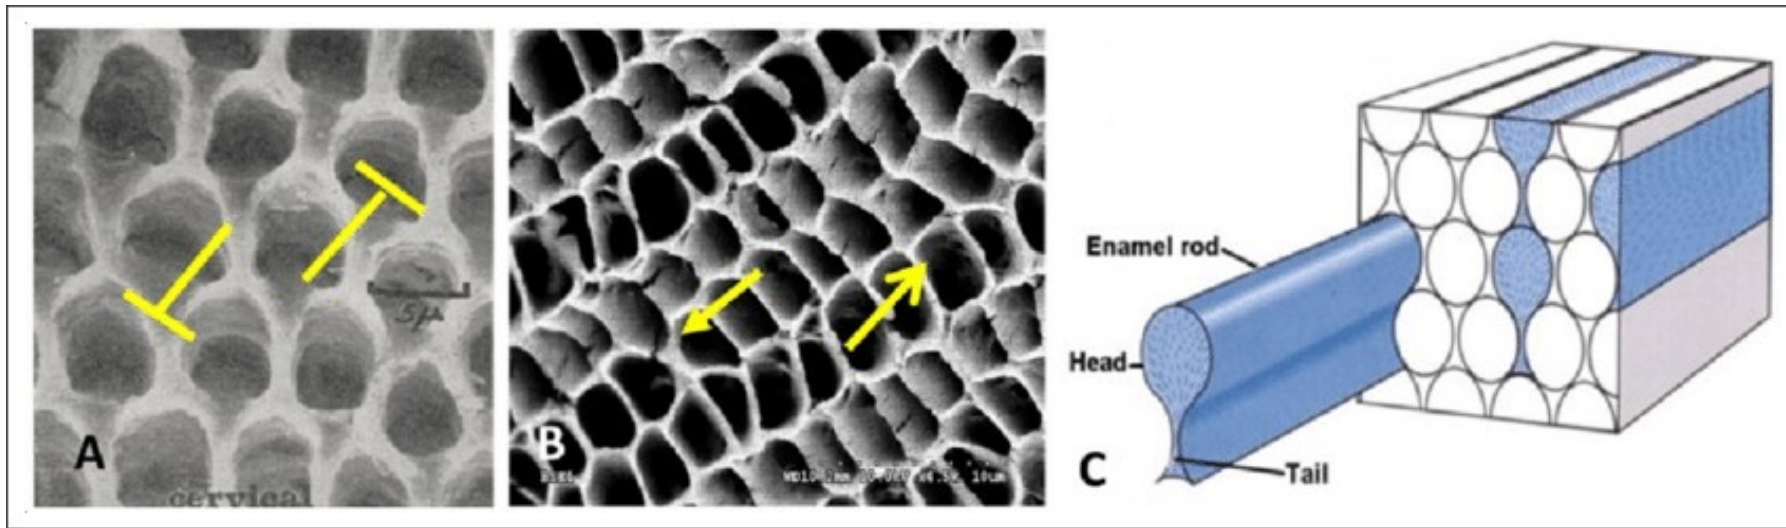 A
5μ
cervical
B
10um
C
Enamel rod
Head
Tail